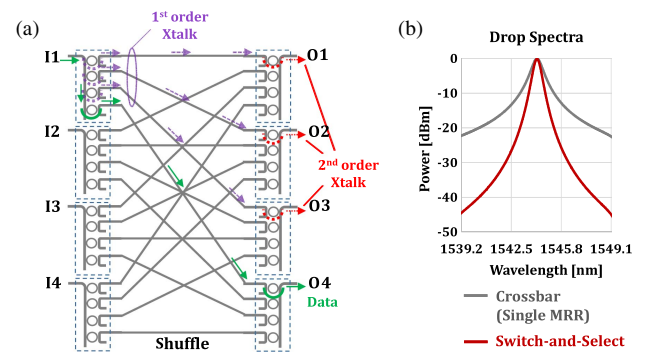 (a)
1st order
Xtalk
I1
I2
I3
I4
O1
O2
O3
O4
2nd order
Xtalk
Data
Shuffle
(b)
Drop Spectra
Power [dBm]
0
-10
-20
-30
-40
-50
1539.2 1542.5 1545.8 1549.1
Wavelength [nm]
Crossbar
(Single MRR)
Switch-and-Select